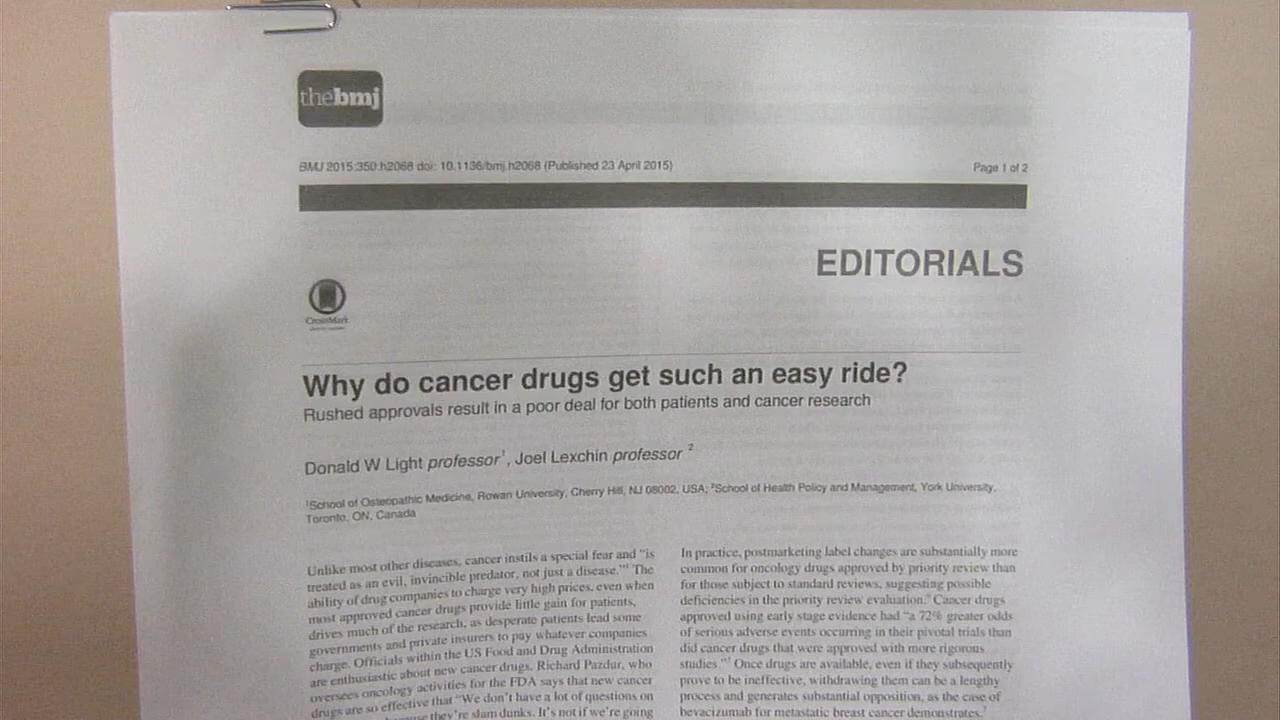 thebmj
BMJ 2015;350:h2068 doi: 10.1136/bmj.h2068 (Published 23 April 2015)
Page 1 of 2
EDITORIALS
CrossMark
Why do cancer drugs get such an easy ride?
Rushed approvals result in a poor deal for both patients and cancer research
Donald W Light professor¹, Joel Lexchin professor ²
¹School of Osteopathic Medicine, Rowan University, Cherry Hill, NJ 08002, USA; ²School of Health Policy and Management, York University,
Toronto, ON, Canada
Unlike most other diseases, cancer instils a special fear and “is
treated as an evil, invincible predator, not just a disease.”¹ The
ability of drug companies to charge very high prices, even when
most approved cancer drugs provide little gain for patients,
drives much of the research, as desperate patients lead some
governments and private insurers to pay whatever companies
charge. Officials within the US Food and Drug Administration
are enthusiastic about new cancer drugs. Richard Pazdur, who
oversees oncology activities for the FDA says that new cancer
drugs are so effective that “We don’t have a lot of questions on
they’re slam dunks. It’s not if we’re going
In practice, postmarketing label changes are substantially more
common for oncology drugs approved by priority review than
for those subject to standard reviews, suggesting possible
deficiencies in the priority review evaluation. Cancer drugs
approved using early stage evidence had “a 72% greater odds
of serious adverse events occurring in their pivotal trials than
did cancer drugs that were approved with more rigorous
studies ” Once drugs are available, even if they subsequently
prove to be ineffective, withdrawing them can be a lengthy
process and generates substantial opposition, as the case of
bevacizumab for metastatic breast cancer demonstrates.